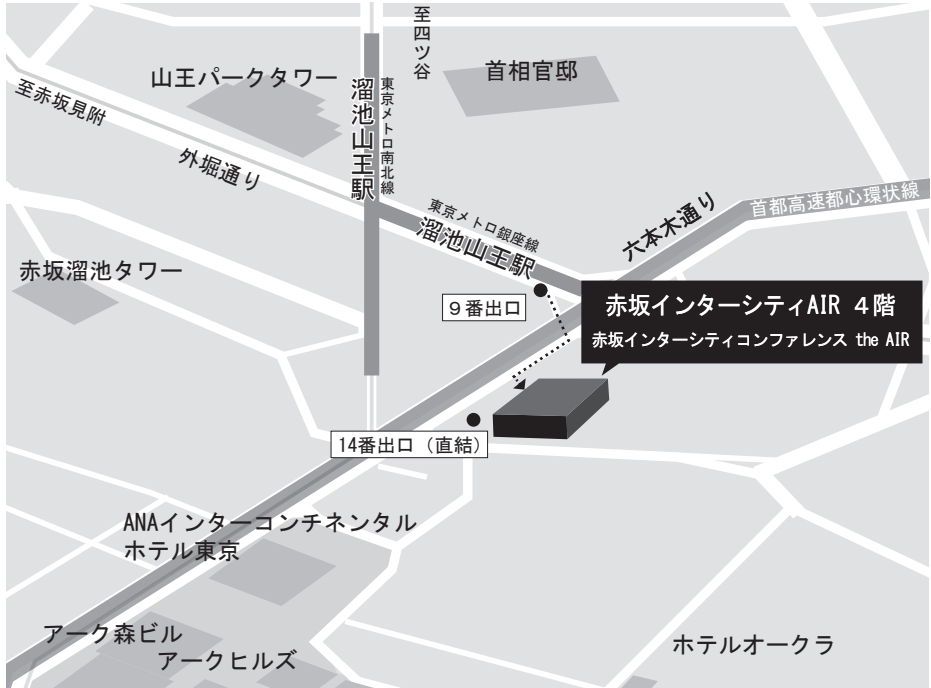 至四ツ谷
山王パークタワー
首相官邸
至赤坂見附
溜池山王駅
東京メトロ南北線
外堀通り
首都高速都心環状線
六本木通り
東京メトロ銀座線
溜池山王駅
赤坂溜池タワー
9番出口
赤坂インターシティAIR 4階
赤坂インターシティコンファレンス the AIR
14番出口(直結)
ANAインターコンチネンタル
ホテル東京
アーク森ビル
アークヒルズ
ホテルオークラ